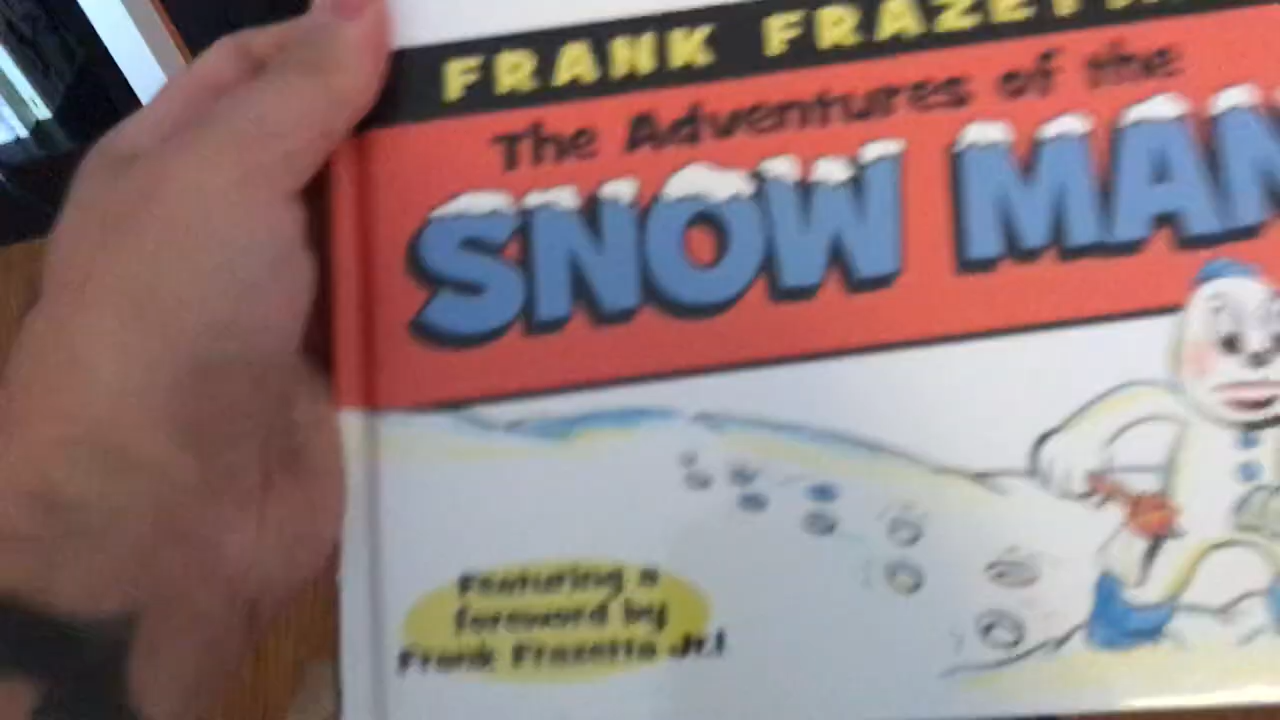 FRANK FRAZETTA
The Adventures of the
SNOW MAN
Featuring a
foreword by
Frank Frazetta Jr.!